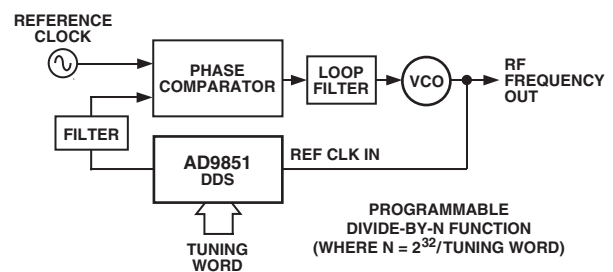 REFERENCE
CLOCK
PHASE
COMPARATOR
LOOP
FILTER
VCO
RF
FREQUENCY
OUT
FILTER
AD9851
DDS
REF CLK IN
TUNING
WORD
PROGRAMMABLE
DIVIDE-BY-N FUNCTION
(WHERE N = 2³²/TUNING WORD)